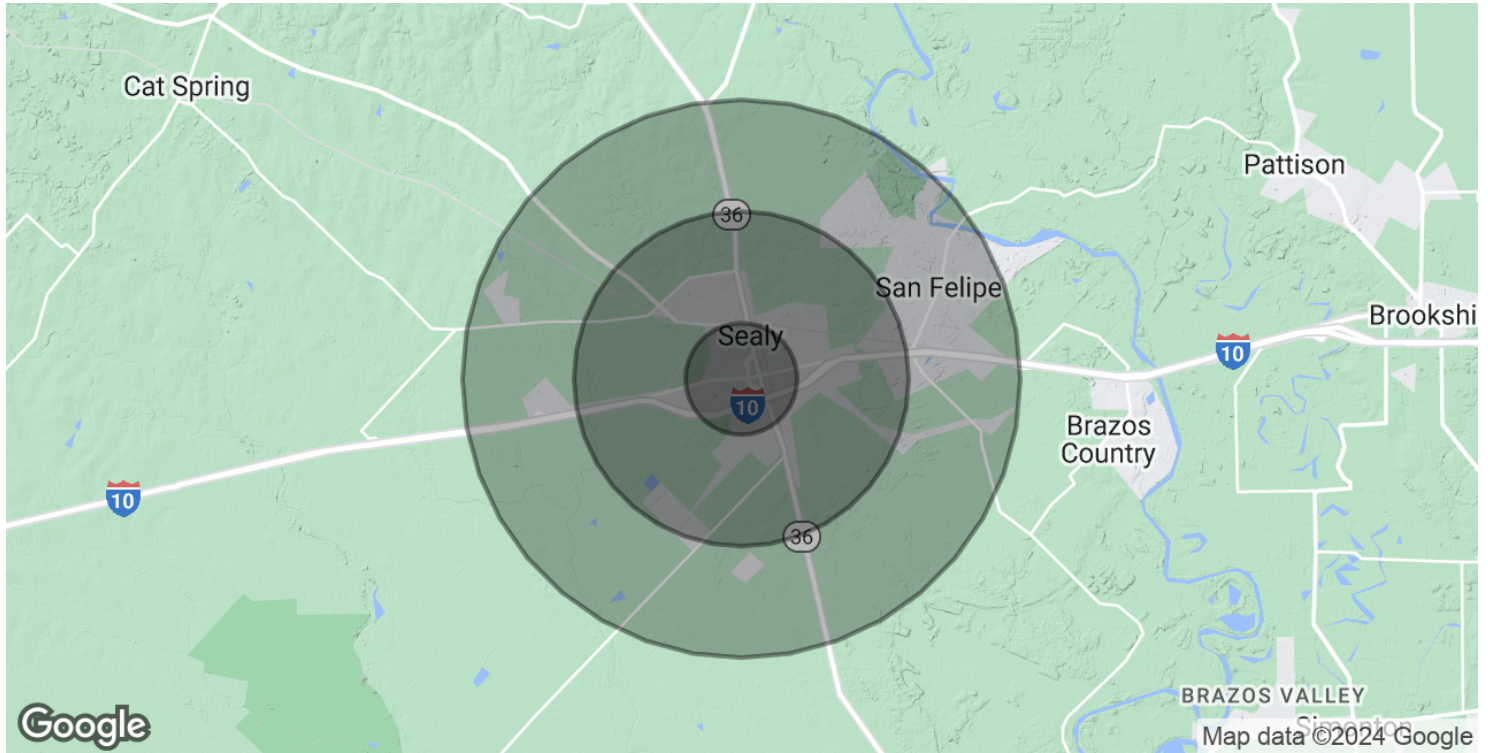 Cat Spring
Pattison
36
San Felipe
Brookshi
Sealy
10
10
Brazos
Country
10
36
BRAZOS VALLEY
Simonton
Google
Map data ©2024 Google